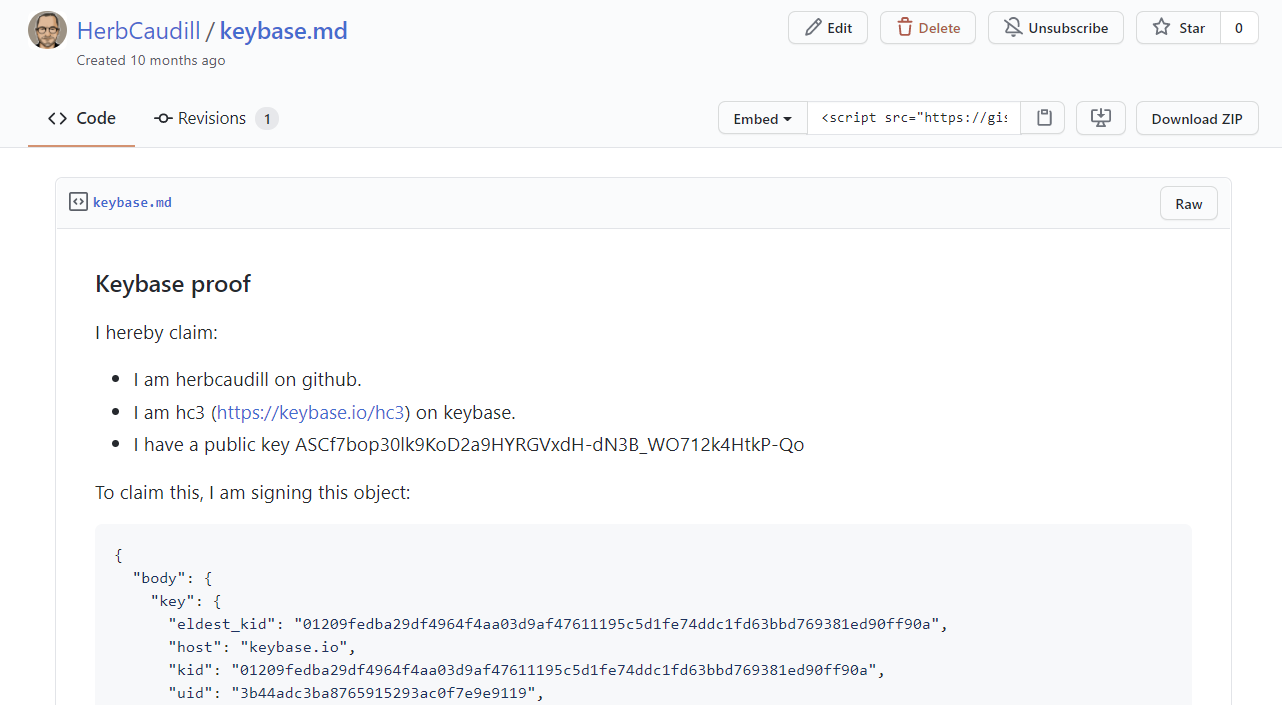 HerbCaudill / keybase.md
Edit
Delete
Unsubscribe
Star
0
Created 10 months ago
Code
Revisions 1
Embed
<script src="https://gis
Download ZIP
keybase.md
Raw
Keybase proof
I hereby claim:
I am herbcaudill on github.
I am hc3 (https://keybase.io/hc3) on keybase.
I have a public key ASCf7bop30lk9KoD2a9HYRGVxdH-dN3B_WO712k4HtkP-Qo
To claim this, I am signing this object:
{
"body": {
"key": {
"eldest_kid": "01209fedba29df4964f4aa03d9af47611195c5d1fe74ddc1fd63bbd769381ed90ff90a",
"host": "keybase.io",
"kid": "01209fedba29df4964f4aa03d9af47611195c5d1fe74ddc1fd63bbd769381ed90ff90a",
"uid": "3b44adc3ba8765915293ac0f7e9e9119",